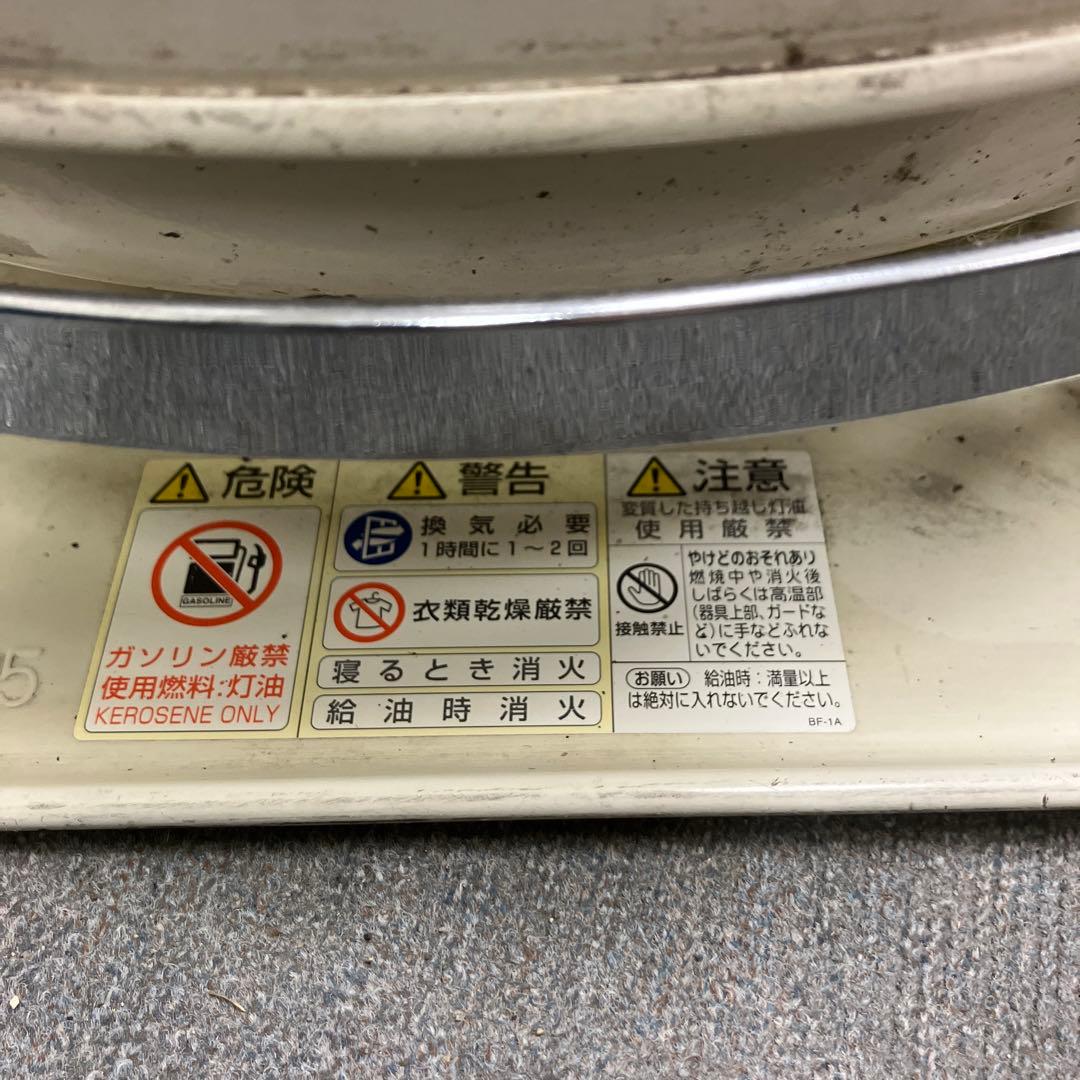 危険
GASOLINE
ガソリン厳禁
使用燃料:灯油
KEROSENE ONLY
警告
換気必要
1時間に1〜2回
衣類乾燥厳禁
寝るとき消火
給油時消火
注意
変質した持ち越し灯油
使用厳禁
接触禁止
やけどのおそれあり
燃焼中や消火後
しばらくは高温部
(器具上部、ガードな
ど)に手などふれな
いでください。
お願い 給油時:満量以上
は絶対に入れないでください。
BF-1A
5